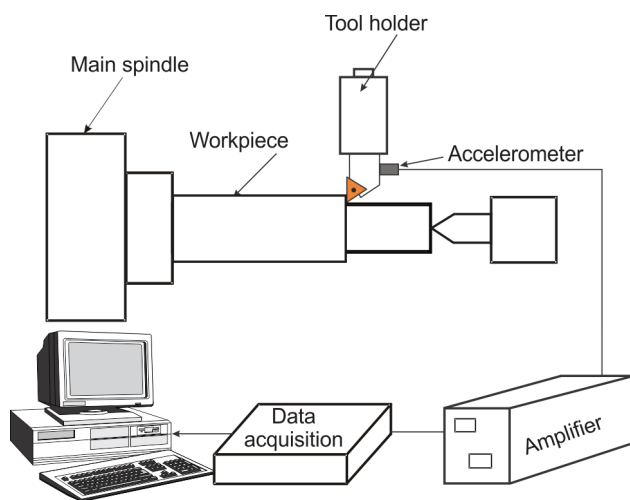 Tool holder
Main spindle
Workpiece
Accelerometer
Data
acquisition
Amplifier